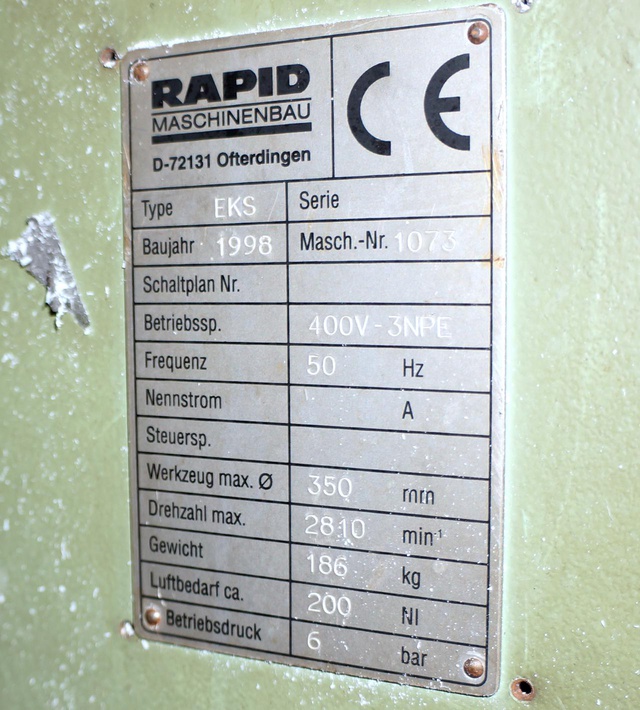 RAPID
MASCHINENBAU
D-72131 Ofterdingen
CE
Type EKS Serie
Baujahr 1998 Masch.-Nr. 1073
Schaltplan Nr.
Betriebssp. 400V-3NPE
Frequenz 50 Hz
Nennstrom A
Steuersp.
Werkzeug max. Ø 350 mm
Drehzahl max. 2810 min⁻¹
Gewicht 186 kg
Luftbedarf ca. 200 Nl
Betriebsdruck 6 bar